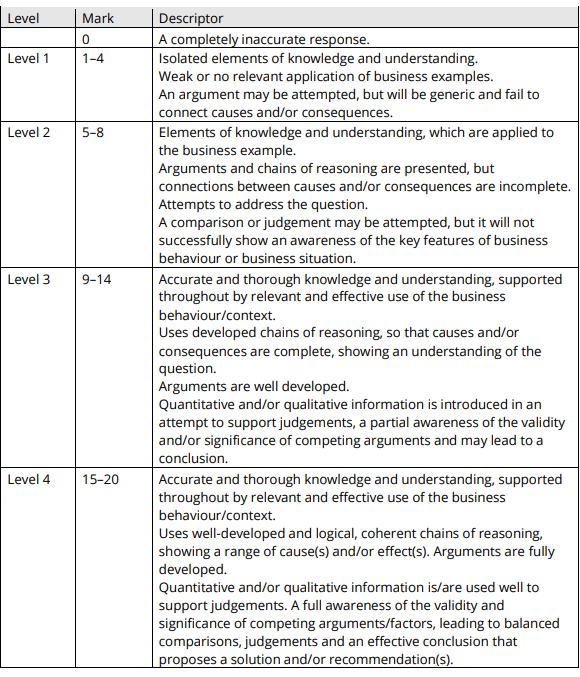 Level Mark Descriptor
0 A completely inaccurate response.
Level 1 1–4 Isolated elements of knowledge and understanding.
Weak or no relevant application of business examples.
An argument may be attempted, but will be generic and fail to
connect causes and/or consequences.
Level 2 5–8 Elements of knowledge and understanding, which are applied to
the business example.
Arguments and chains of reasoning are presented, but
connections between causes and/or consequences are incomplete.
Attempts to address the question.
A comparison or judgement may be attempted, but it will not
successfully show an awareness of the key features of business
behaviour or business situation.
Level 3 9–14 Accurate and thorough knowledge and understanding, supported
throughout by relevant and effective use of the business
behaviour/context.
Uses developed chains of reasoning, so that causes and/or
consequences are complete, showing an understanding of the
question.
Arguments are well developed.
Quantitative and/or qualitative information is introduced in an
attempt to support judgements, a partial awareness of the validity
and/or significance of competing arguments and may lead to a
conclusion.
Level 4 15–20 Accurate and thorough knowledge and understanding, supported
throughout by relevant and effective use of the business
behaviour/context.
Uses well-developed and logical, coherent chains of reasoning,
showing a range of cause(s) and/or effect(s). Arguments are fully
developed.
Quantitative and/or qualitative information is/are used well to
support judgements. A full awareness of the validity and
significance of competing arguments/factors, leading to balanced
comparisons, judgements and an effective conclusion that
proposes a solution and/or recommendation(s).